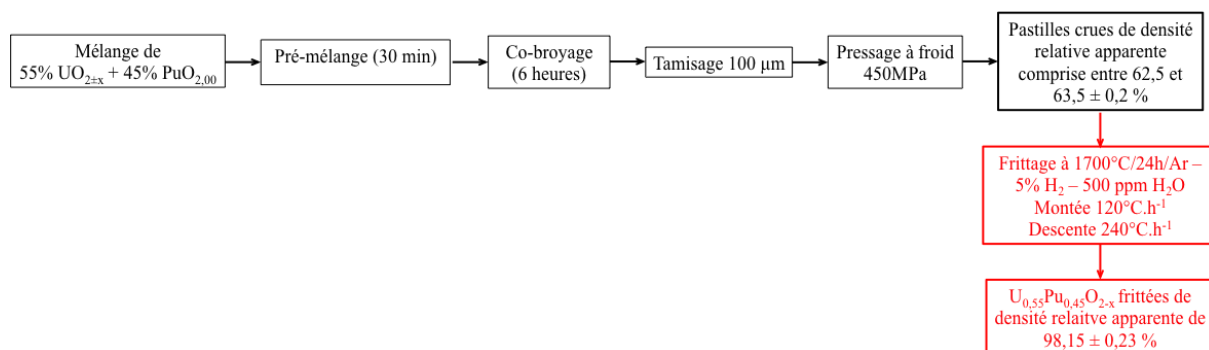 Mélange de
55% UO₂±ₓ + 45% PuO₂,₀₀
Pré-mélange (30 min)
Co-broyage
(6 heures)
Tamisage 100 µm
Pressage à froid
450MPa
Pastilles crues de densité
relative apparente
comprise entre 62,5 et
63,5 ± 0,2 %
Frittage à 1700°C/24h/Ar –
5% H₂ – 500 ppm H₂O
Montée 120°C.h⁻¹
Descente 240°C.h⁻¹
U₀,₅₅Pu₀,₄₅O₂₋ₓ frittées de
densité relaitve apparente de
98,15 ± 0,23 %